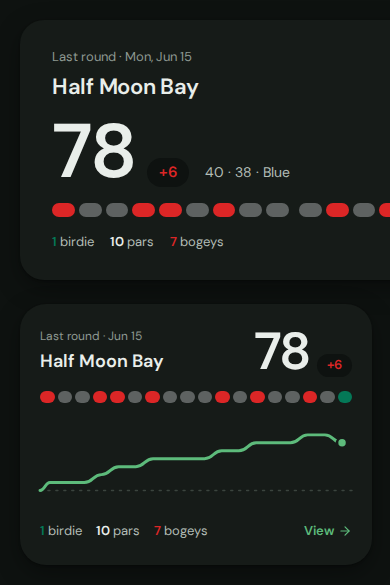 Last round · Mon, Jun 15
Half Moon Bay
78 +6 40 · 38 · Blue
1 birdie 10 pars 7 bogeys
Last round · Jun 15
Half Moon Bay
78 +6
1 birdie 10 pars 7 bogeys View →